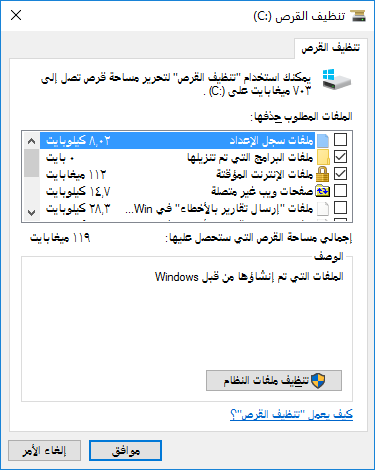 تنظيف القرص (C:)
تنظيف القرص
يمكنك استخدام "تنظيف القرص" لتحرير مساحة قرص تصل إلى
٧٠٣ ميغابايت على (C:) .
الملفات المطلوب حذفها:
ملفات سجل الإعداد ٨,٠٢ كيلوبايت
ملفات البرامج التي تم تنزيلها ٠ بايت
ملفات الإنترنت المؤقتة ١١٢ ميغابايت
صفحات ويب غير متصلة ١٤,٧ كيلوبايت
ملفات "إرسال تقارير بالأخطاء" في Win... ٢٨,٣ كيلوبايت
إجمالي مساحة القرص التي ستحصل عليها: ١١٩ ميغابايت
الوصف
الملفات التي تم إنشاؤها من قبل Windows
تنظيف ملفات النظام
كيف يعمل "تنظيف القرص"؟
موافق
إلغاء الأمر